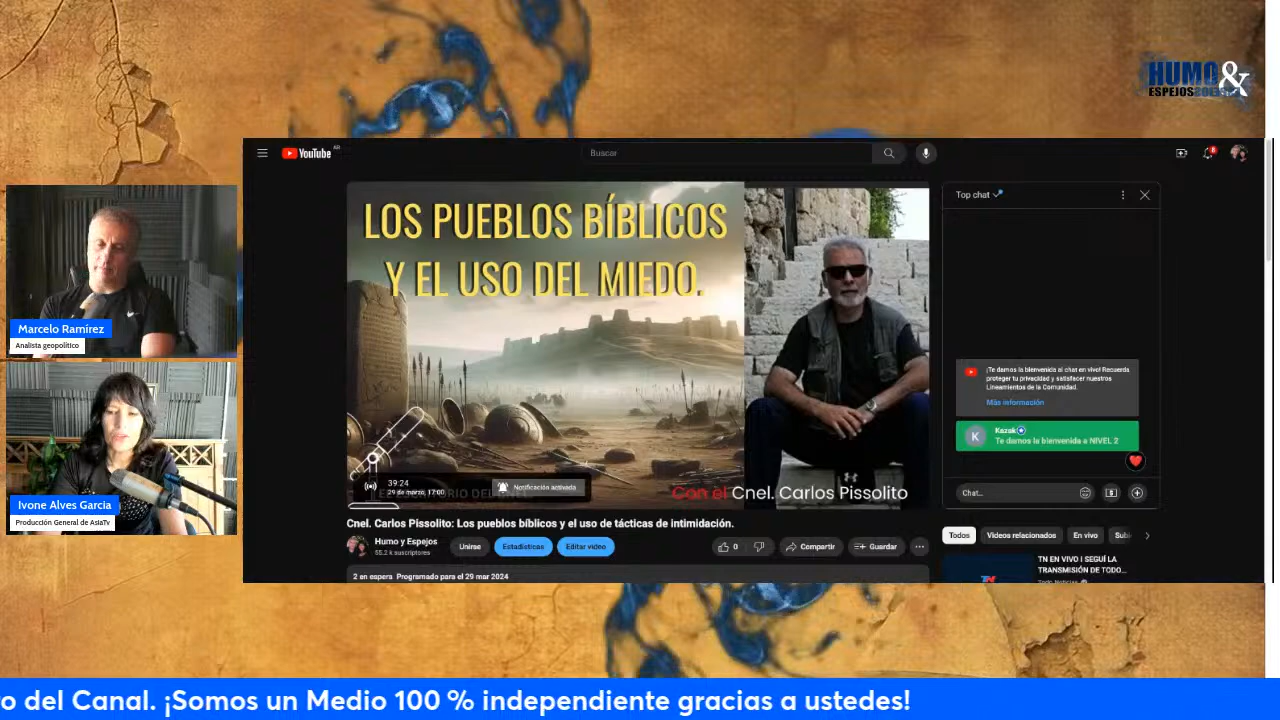 HUMO&
ESPEJOS
YouTube AR
Buscar
8
Marcelo Ramírez
Analista geopolítico
Ivone Alves Garcia
Producción General de AsiaTv
LOS PUEBLOS BÍBLICOS
Y EL USO DEL MIEDO.
39:24
29 de marzo, 17:00
Notificación activada
Con el Cnel. Carlos Pissolito
Top chat
¡Te damos la bienvenida al chat en vivo! Recuerda
proteger tu privacidad y satisfacer nuestros
Lineamientos de la Comunidad.
Más información
K
Kazak
Te damos la bienvenida a NIVEL 2
Chat...
Cnel. Carlos Pissolito: Los pueblos bíblicos y el uso de tácticas de intimidación.
Humo y Espejos
55.2 k suscriptores
Unirse
Estadísticas
Editar video
0
Compartir
Guardar
2 en espera Programado para el 29 mar 2024
Todos
Videos relacionados
En vivo
Sub
TN EN VIVO | SEGUÍ LA
TRANSMISIÓN DE TODO...
Todo Noticias
o del Canal. ¡Somos un Medio 100 % independiente gracias a ustedes!